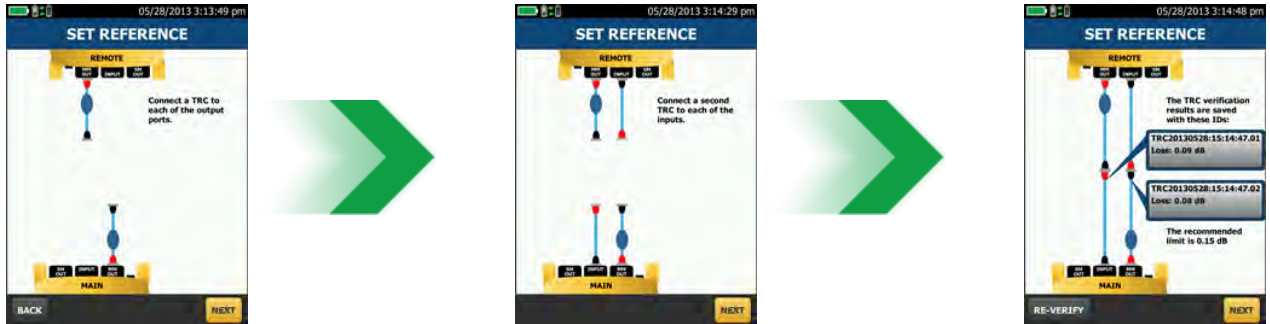 05/28/2013 3:13:49 pm
SET REFERENCE
REMOTE
MM OUT
INPUT
SM OUT
Connect a TRC to
each of the output
ports.
SM OUT
INPUT
MM OUT
MAIN
BACK
NEXT
05/28/2013 3:14:29 pm
SET REFERENCE
REMOTE
MM OUT
INPUT
SM OUT
Connect a second
TRC to each of the
inputs.
SM OUT
INPUT
MM OUT
MAIN
NEXT
05/28/2013 3:14:48 pm
SET REFERENCE
REMOTE
MM OUT
INPUT
SM OUT
The TRC verification
results are saved
with these IDs:
TRC20130528:15:14:47.01
Loss: 0.09 dB
TRC20130528:15:14:47.02
Loss: 0.08 dB
The recommended
limit is 0.15 dB
SM OUT
INPUT
MM OUT
MAIN
RE-VERIFY
NEXT